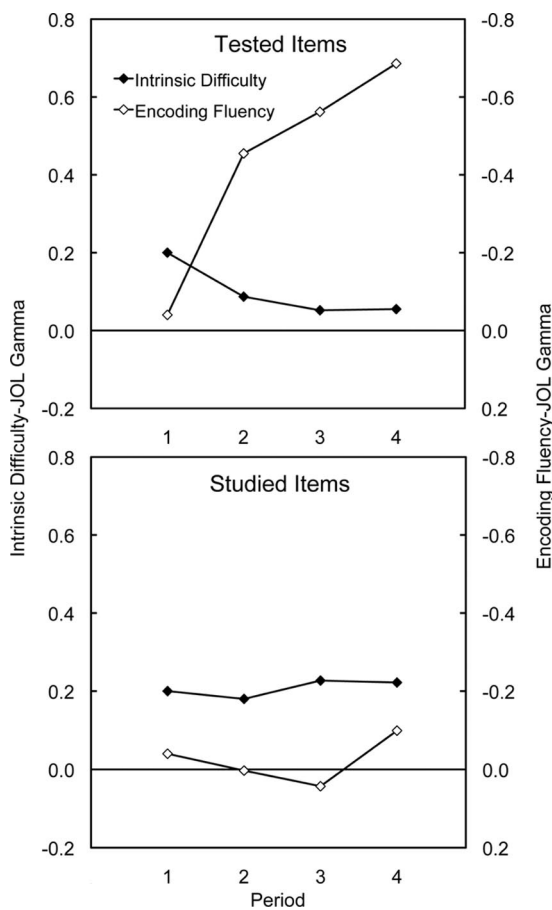 Tested Items
Intrinsic Difficulty
Encoding Fluency
0.8
0.6
0.4
0.2
0.0
-0.2
-0.8
-0.6
-0.4
-0.2
0.0
0.2
1 2 3 4
Intrinsic Difficulty-JOL Gamma
Encoding Fluency-JOL Gamma
Studied Items
0.8
0.6
0.4
0.2
0.0
-0.2
-0.8
-0.6
-0.4
-0.2
0.0
0.2
1 2 3 4
Period